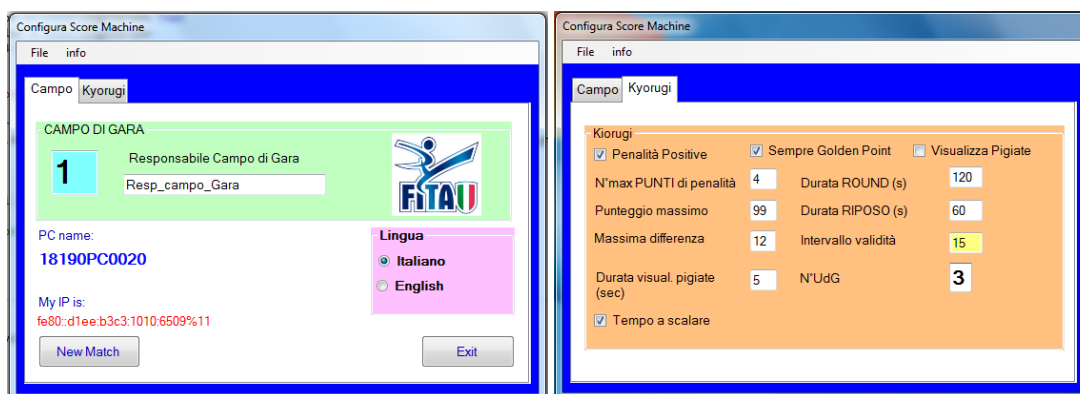 Configura Score Machine
File info
Campo Kyorugi
CAMPO DI GARA
1
Responsabile Campo di Gara
Resp_campo_Gara
FITAU
PC name:
18190PC0020
My IP is:
fe80::d1ee:b3c3:1010:6509%11
Lingua
Italiano
English
New Match
Exit
Configura Score Machine
File info
Campo Kyorugi
Kiorugi
Penalità Positive Sempre Golden Point Visualizza Pigiate
N°max PUNTI di penalità 4 Durata ROUND (s) 120
Punteggio massimo 99 Durata RIPOSO (s) 60
Massima differenza 12 Intervallo validità 15
Durata visual. pigiate 5 N°UdG 3
(sec)
Tempo a scalare